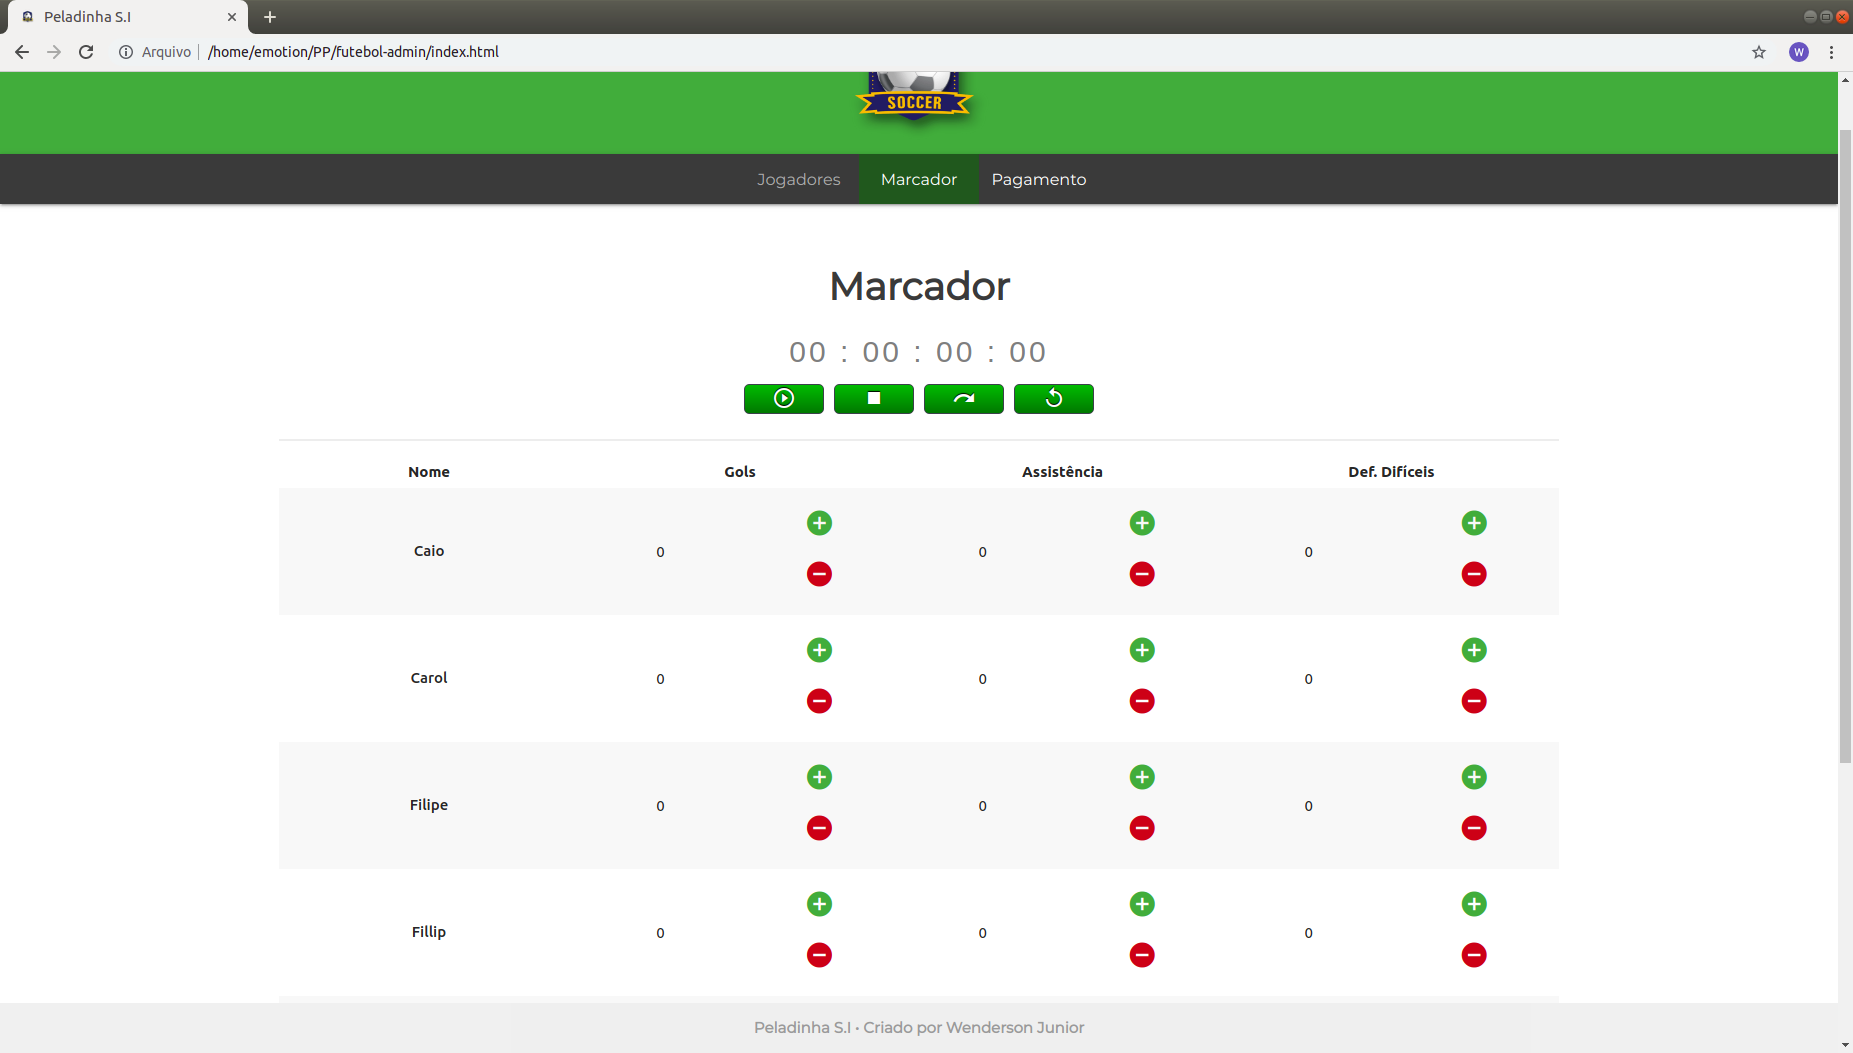 Peladinha S.I
Arquivo /home/emotion/PP/futebol-admin/index.html
W
SOCCER
Jogadores Marcador Pagamento
Marcador
00 : 00 : 00 : 00
Nome Gols Assistência Def. Difíceis
Caio 0 0 0
Carol 0 0 0
Filipe 0 0 0
Fillip 0 0 0
Peladinha S.I • Criado por Wenderson Junior